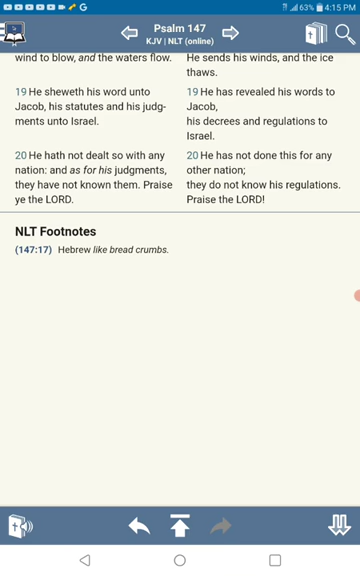 63% 4:15 PM
Psalm 147
KJV | NLT (online)
wind to blow, and the waters flow.
19 He sheweth his word unto
Jacob, his statutes and his judg-
ments unto Israel.
20 He hath not dealt so with any
nation: and as for his judgments,
they have not known them. Praise
ye the LORD.
He sends his winds, and the ice
thaws.
19 He has revealed his words to
Jacob,
his decrees and regulations to
Israel.
20 He has not done this for any
other nation;
they do not know his regulations.
Praise the LORD!
NLT Footnotes
(147:17) Hebrew like bread crumbs.